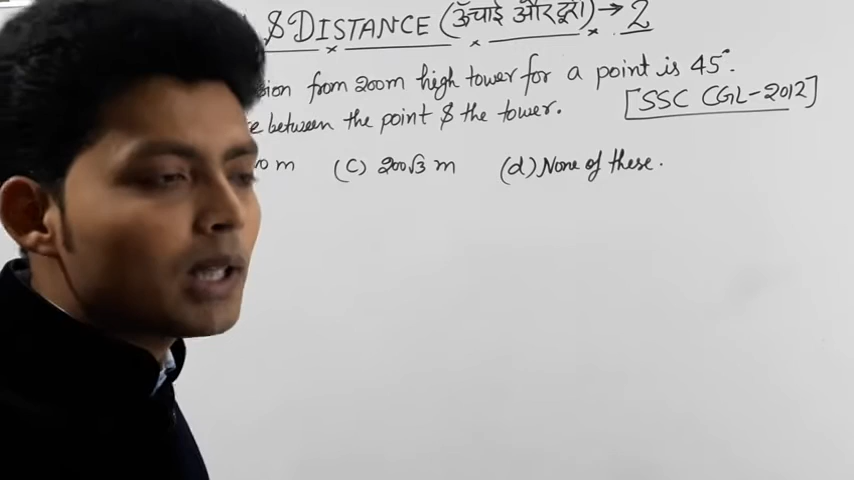 & DISTANCE (ऊँचाई और दूरी) → 2
from 200m high tower for a point is 45°.
between the point & the tower. [SSC CGL-2012]
m (c) 200√3 m (d) None of these.